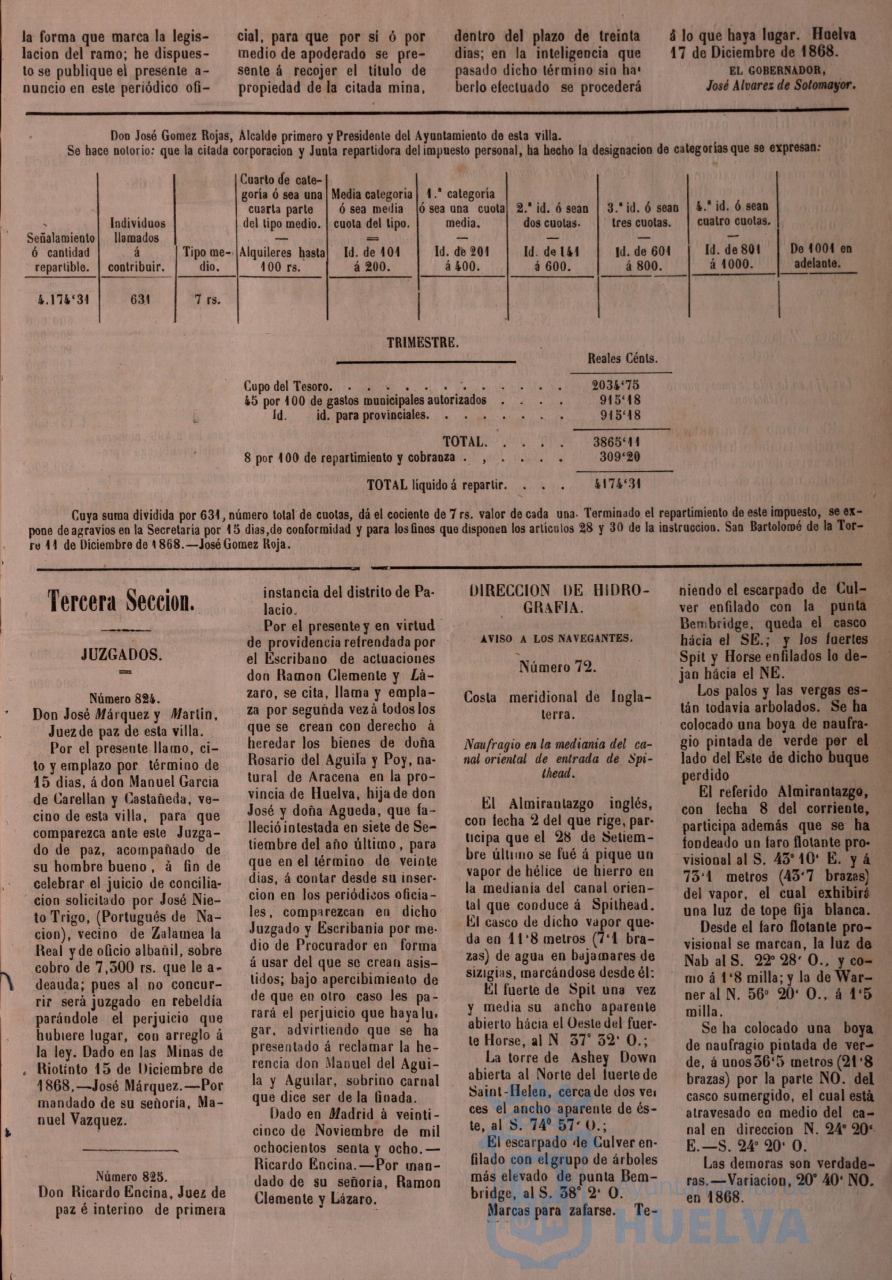 la forma que marca la legis-
lacion del ramo; he dispues-
to se publique el presente a-
nuncio en este periódico ofi-
cial, para que por sí ó por
medio de apoderado se pre-
sente á recojer el título de
propiedad de la citada mina,
dentro del plazo de treinta
dias; en la inteligencia que
pasado dicho término sin ha-
berlo efectuado se procederá
á lo que haya lugar. Huelva
17 de Diciembre de 1868.
EL GOBERNADOR,
José Alvarez de Sotomayor.
Don José Gomez Rojas, Alcalde primero y Presidente del Ayuntamiento de esta villa.
Se hace notorio: que la citada corporacion y Junta repartidora del impuesto personal, ha hecho la designacion de categorías que se expresan:
Señalamiento
ó cantidad
repartible.
Individuos
llamados
á
contribuir.
Tipo me-
dio.
Cuarto de cate-
goría ó sea una
cuarta parte
del tipo medio.
—
Alquileres hasta
100 rs.
Media categoría
ó sea media
cuota del tipo.
=
Id. de 101
á 200.
1.ª categoría
ó sea una cuota
media.
—
Id. de 201
á 400.
2.ª id. ó sean
dos cuotas.
—
Id. de 141
á 600.
3.ª id. ó sean
tres cuotas.
—
Id. de 601
á 800.
4.ª id. ó sean
cuatro cuotas.
—
Id. de 801
á 1000.
De 1001 en
adelante.
4.174‘31
631
7 rs.
TRIMESTRE.
Reales Cénts.
Cupo del Tesoro. . . . . . . . . . . . . 2034‘75
45 por 100 de gastos municipales autorizados . . . . 915‘18
Id. id. para provinciales. . . . . . . . 915‘18
TOTAL. . . . . 3865‘11
8 por 100 de repartimiento y cobranza . , . . . . 309‘20
TOTAL líquido á repartir. . . . 4174‘31
Cuya suma dividida por 631, número total de cuotas, dá el cociente de 7 rs. valor de cada una. Terminado el repartimiento de este impuesto, se ex-
pone de agravios en la Secretaria por 15 dias, de conformidad y para los fines que disponen los articulos 28 y 30 de la instruccion. San Bartolomé de la Tor-
re 11 de Diciembre de 1868.—José Gomez Roja.
Tercera Seccion.
JUZGADOS.
Número 824.
Don José Márquez y Martin,
Juez de paz de esta villa.
Por el presente llamo, ci-
to y emplazo por término de
15 dias, á don Manuel Garcia
de Carellan y Castañeda, ve-
cino de esta villa, para que
comparezca ante este Juzga-
do de paz, acompañado de
su hombre bueno, à fin de
celebrar el juicio de concilia-
cion solicitado por José Nie-
to Trigo, (Portugués de Na-
cion), vecino de Zalamea la
Real y de oficio albañil, sobre
cobro de 7,300 rs. que le a-
deauda; pues al no concur-
rir será juzgado en rebeldía
parándole el perjuicio que
hubiere lugar, con arreglo á
la ley. Dado en las Minas de
Riotinto 15 de Diciembre de
1868.—José Márquez.—Por
mandado de su señoría, Ma-
nuel Vazquez.
Número 825.
Don Ricardo Encina, Juez de
paz é interino de primera
instancia del distrito de Pa-
lacio.
Por el presente y en virtud
de providencia refrendada por
el Escribano de actuaciones
don Ramon Clemente y Là-
zaro, se cita, llama y empla-
za por segunda vez à todos los
que se crean con derecho á
heredar los bienes de doña
Rosario del Aguila y Poy, na-
tural de Aracena en la pro-
vincia de Huelva, hija de don
José y doña Agueda, que fa-
lleció intestada en siete de Se-
tiembre del año último, para
que en el término de veinte
dias, á contar desde su inser-
cion en los periódicos oficia-
les, comparezcan en dicho
Juzgado y Escribania por me-
dio de Procurador en forma
á usar del que se crean asis-
tidos; bajo apercibimiento de
de que en otro caso les pa-
rará el perjuicio que haya lu-
gar, advirtiendo que se ha
presentado á reclamar la he-
rencia don Manuel del Agui-
la y Aguilar, sobrino carnal
que dice ser de la finada.
Dado en Madrid à veinti-
cinco de Noviembre de mil
ochocientos senta y ocho.—
Ricardo Encina.—Por man-
dado de su señoría, Ramon
Clemente y Lázaro.
DIRECCION DE HIDRO-
GRAFIA.
AVISO A LOS NAVEGANTES.
Número 72.
Costa meridional de Ingla-
terra.
Naufragio en la mediania del ca-
nal oriental de entrada de Spi-
thead.
El Almirantazgo inglés,
con fecha 2 del que rige, par-
ticipa que el 28 de Setiem-
bre último se fué á pique un
vapor de hélice de hierro en
la mediania del canal orien-
tal que conduce á Spithead.
El casco de dicho vapor que-
da en 11‘8 metros (7‘1 bra-
zas) de agua en bajamares de
sizigias, marcándose desde él:
El fuerte de Spit una vez
y media su ancho aparente
abierto hácia el Oeste del fuer-
te Horse, al N 37° 32‘ O.;
La torre de Ashey Down
abierta al Norte del fuerte de
Saint-Helen, cerca de dos ve-
ces el ancho aparente de és-
te, al S. 74° 57‘ O.;
El escarpado de Culver en-
filado con el grupo de árboles
más elevado de punta Bem-
bridge, al S. 38° 2‘ O.
Marcas para zafarse. Te-
niendo el escarpado de Cul-
ver enfilado con la punta
Bembridge, queda el casco
hácia el SE.; y los fuertes
Spit y Horse enfilados lo de-
jan hácia el NE.
Los palos y las vergas es-
tán todavia arbolados. Se ha
colocado una boya de naufra-
gio pintada de verde por el
lado del Este de dicho buque
perdido
El referido Almirantazgo,
con fecha 8 del corriente,
participa además que se ha
fondeado un faro flotante pro-
visional al S. 43° 10‘ E. y á
73‘1 metros (43‘7 brazas)
del vapor, el cual exhibirá
una luz de tope fija blanca.
Desde el faro flotante pro-
visional se marcan, la luz de
Nab al S. 22° 28‘ O., y co-
mo á 1‘8 milla; y la de War-
ner al N. 56° 20‘ O., á 1‘5
milla.
Se ha colocado una boya
de naufragio pintada de ver-
de, á unos 36‘5 metros (21‘8
brazas) por la parte NO. del
casco sumergido, el cual está
atravesado en medio del ca-
nal en direccion N. 24° 20‘
E.—S. 24° 20‘ O.
Las demoras son verdade-
ras.—Variacion, 20° 40‘ NO.
en 1868.
HUELVA